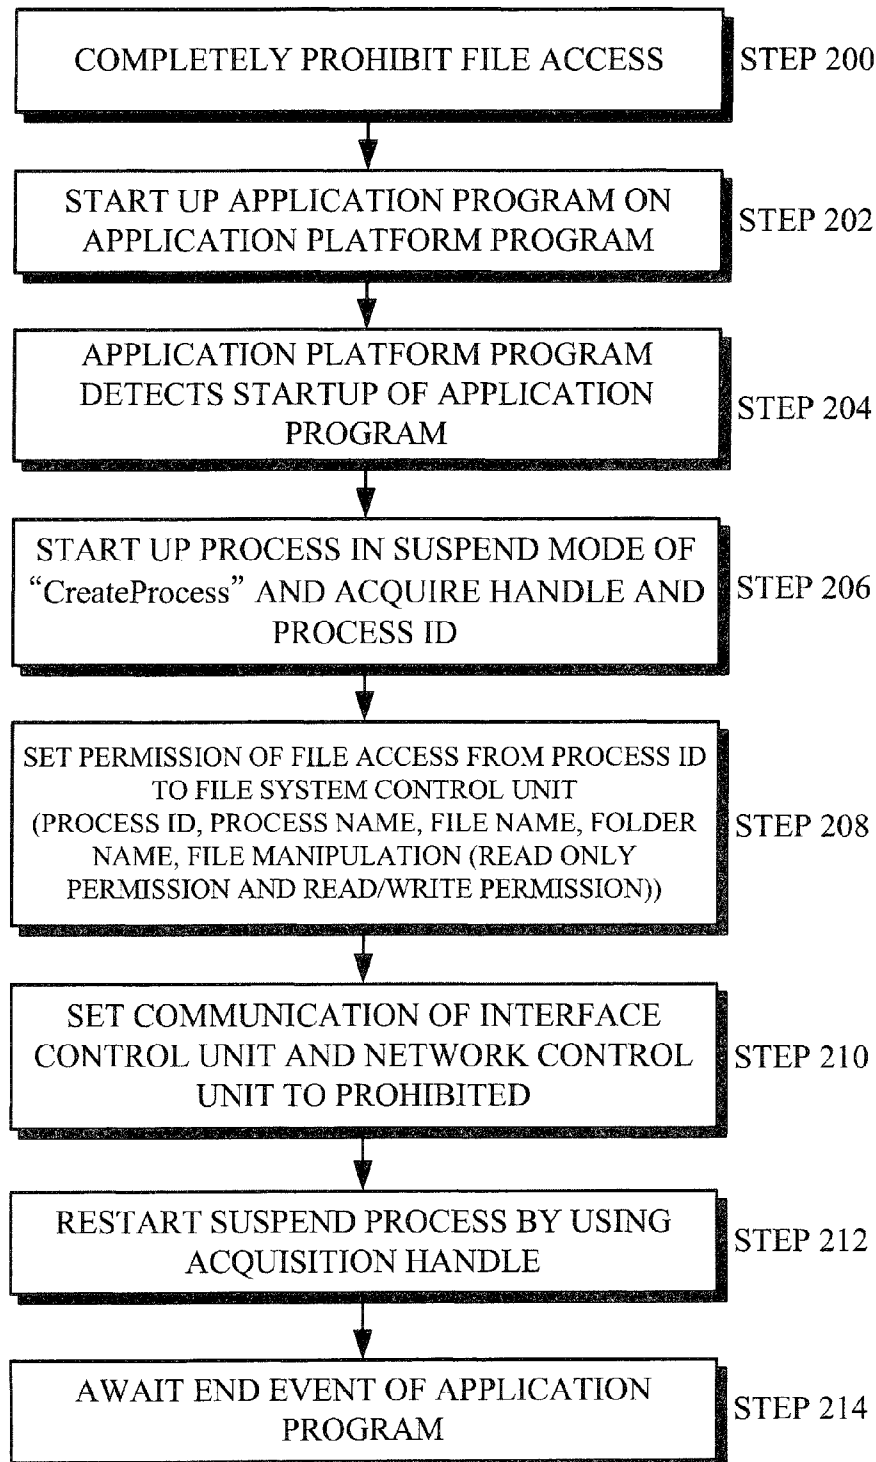 COMPLETELY PROHIBIT FILE ACCESS
STEP 200
START UP APPLICATION PROGRAM ON
APPLICATION PLATFORM PROGRAM
STEP 202
APPLICATION PLATFORM PROGRAM
DETECTS STARTUP OF APPLICATION
PROGRAM
STEP 204
START UP PROCESS IN SUSPEND MODE OF
“CreateProcess” AND ACQUIRE HANDLE AND
PROCESS ID
STEP 206
SET PERMISSION OF FILE ACCESS FROM PROCESS ID
TO FILE SYSTEM CONTROL UNIT
(PROCESS ID, PROCESS NAME, FILE NAME, FOLDER
NAME, FILE MANIPULATION (READ ONLY
PERMISSION AND READ/WRITE PERMISSION))
STEP 208
SET COMMUNICATION OF INTERFACE
CONTROL UNIT AND NETWORK CONTROL
UNIT TO PROHIBITED
STEP 210
RESTART SUSPEND PROCESS BY USING
ACQUISITION HANDLE
STEP 212
AWAIT END EVENT OF APPLICATION
PROGRAM
STEP 214